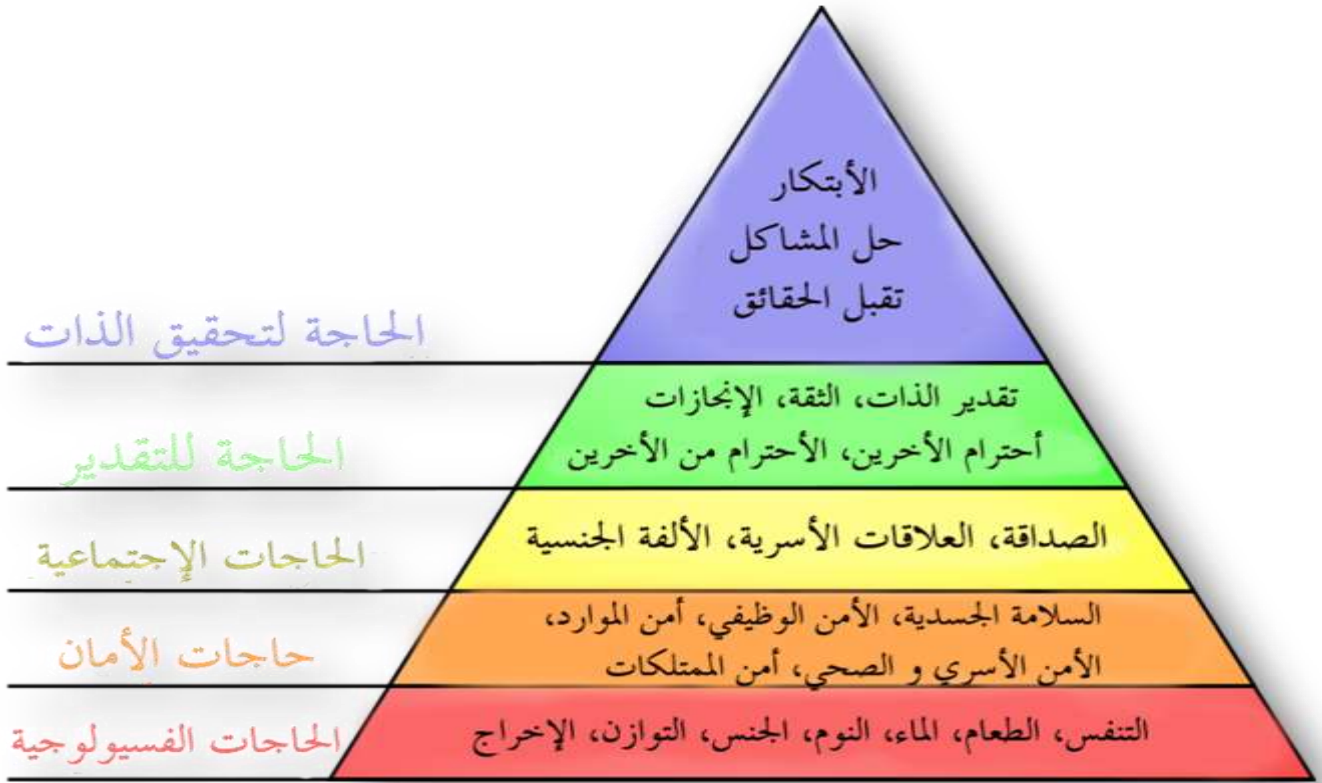 الأبتكار
حل المشاكل
تقبل الحقائق
الحاجة لتحقيق الذات
تقدير الذات، الثقة، الإنجازات
أحترام الأخرين، الأحترام من الأخرين
الحاجة للتقدير
الصداقة، العلاقات الأسرية، الألفة الجنسية
الحاجات الإجتماعية
السلامة الجسدية، الأمن الوظيفي، أمن الموارد،
الأمن الأسري و الصحي، أمن الممتلكات
حاجات الأمان
التنفس، الطعام، الماء، النوم، الجنس، التوازن، الإخراج
الحاجات الفسيولوجية